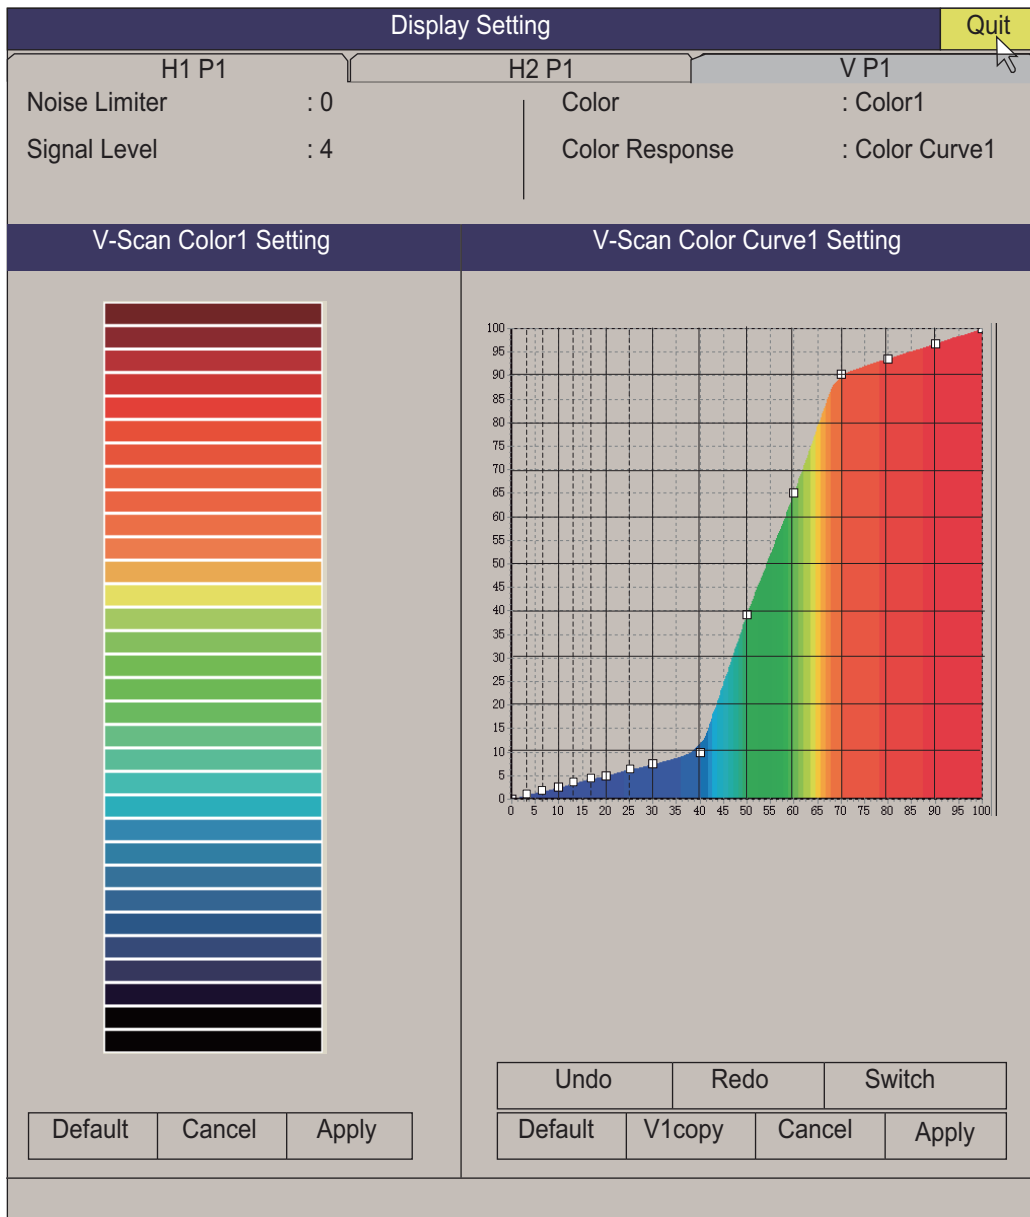 Display Setting Quit
H1 P1 H2 P1 V P1
Noise Limiter : 0 Color : Color1
Signal Level : 4 Color Response : Color Curve1
V-Scan Color1 Setting V-Scan Color Curve1 Setting
100
95
90
85
80
75
70
65
60
55
50
45
40
35
30
25
20
15
10
5
0
0 5 10 15 20 25 30 35 40 45 50 55 60 65 70 75 80 85 90 95 100
Undo Redo Switch
Default Cancel Apply Default V1copy Cancel Apply